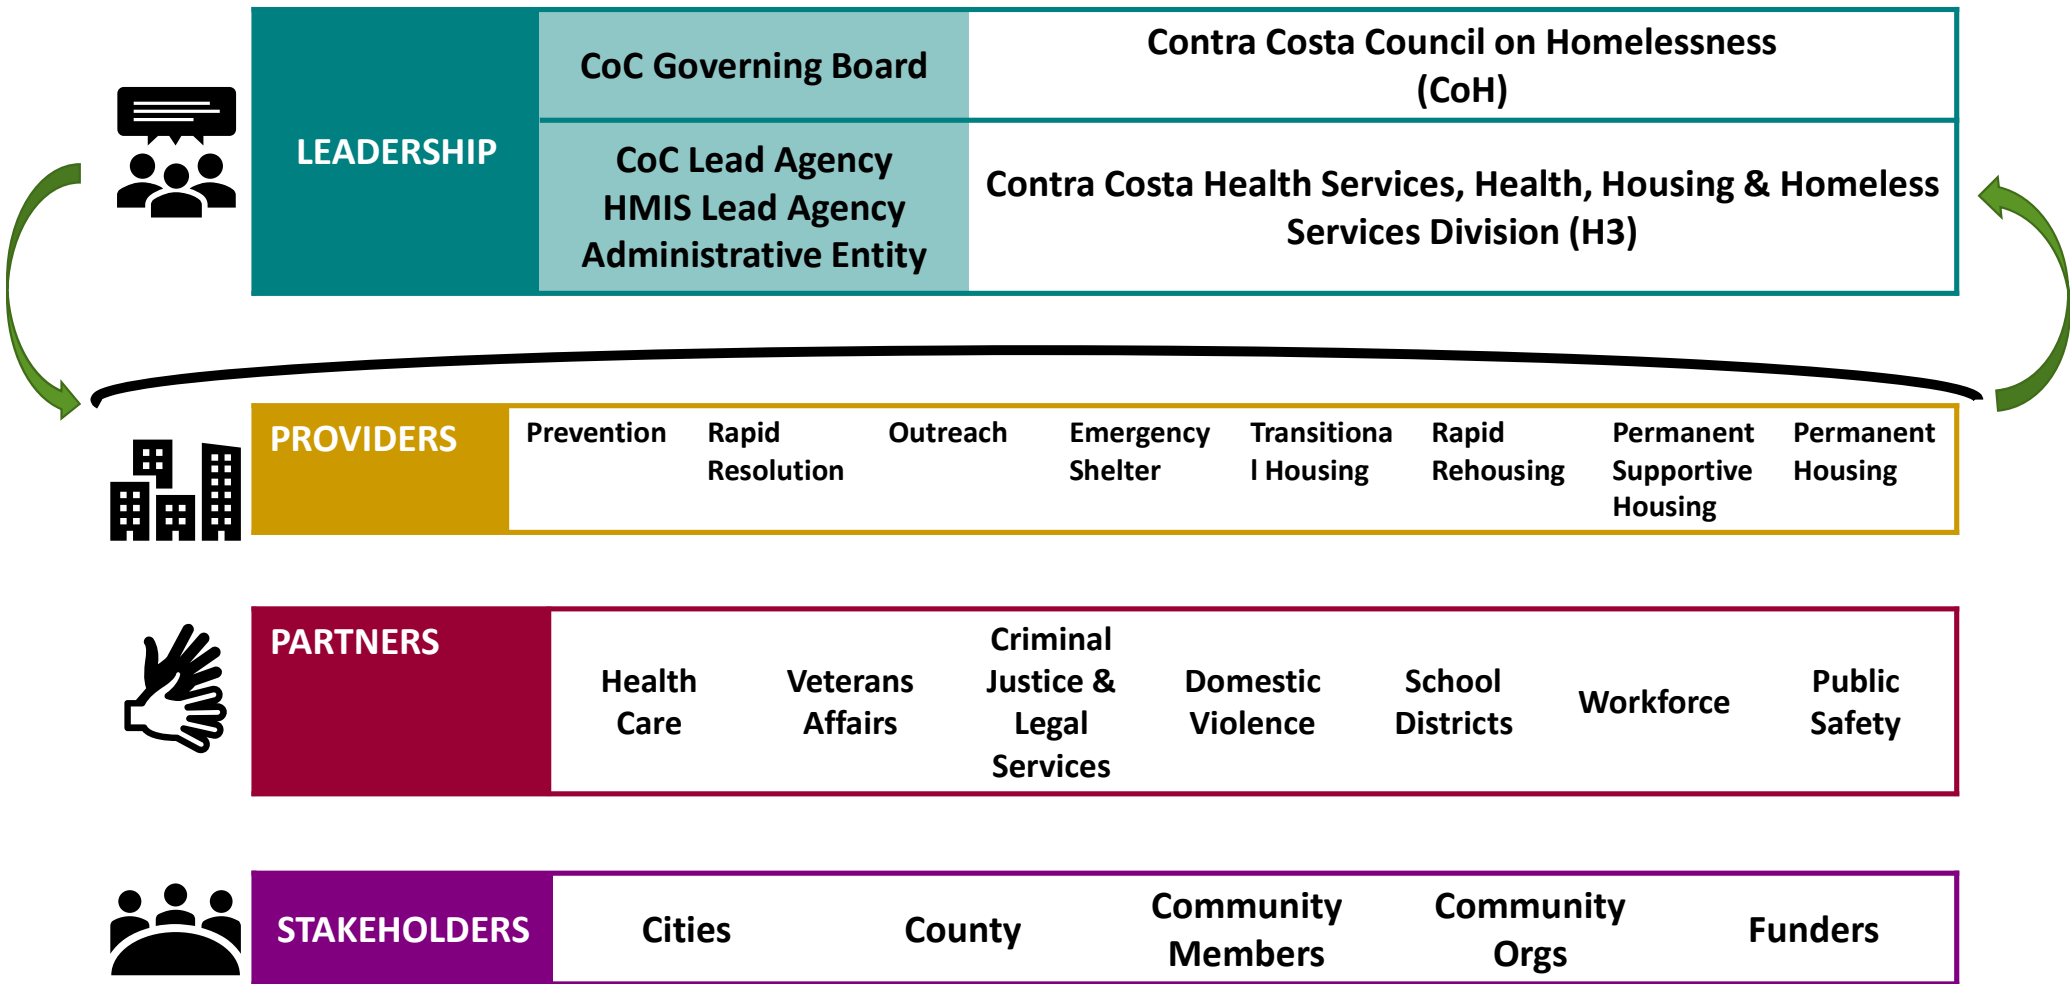 LEADERSHIP
CoC Governing Board
Contra Costa Council on Homelessness
(CoH)
CoC Lead Agency
HMIS Lead Agency
Administrative Entity
Contra Costa Health Services, Health, Housing & Homeless
Services Division (H3)
PROVIDERS
Prevention
Rapid
Resolution
Outreach
Emergency
Shelter
Transitiona
l Housing
Rapid
Rehousing
Permanent
Supportive
Housing
Permanent
Housing
PARTNERS
Health
Care
Veterans
Affairs
Criminal
Justice &
Legal
Services
Domestic
Violence
School
Districts
Workforce
Public
Safety
STAKEHOLDERS
Cities
County
Community
Members
Community
Orgs
Funders